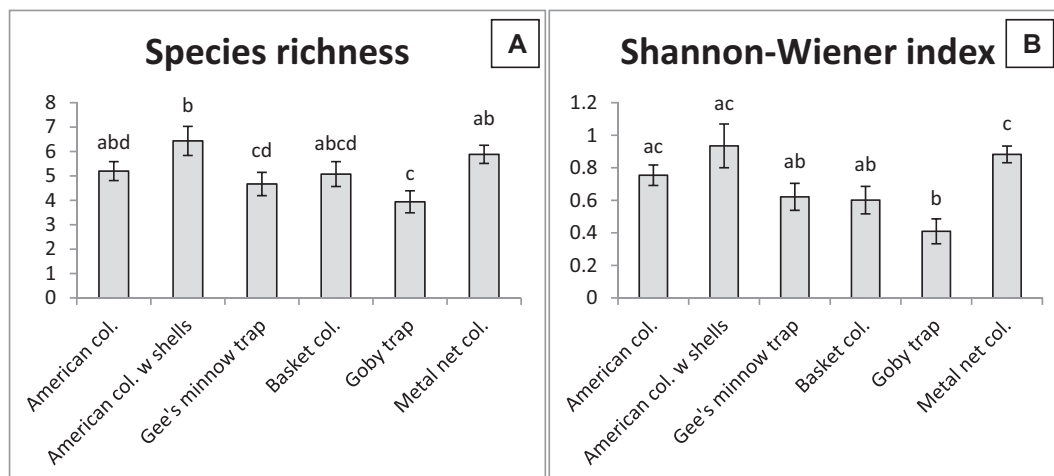 Species richness
A
8
7
6
5
4
3
2
1
0
abd
b
cd
abcd
c
ab
American col.
American col. w shells
Gee's minnow trap
Basket col.
Goby trap
Metal net col.
Shannon-Wiener index
B
1.2
1
0.8
0.6
0.4
0.2
0
ac
ac
ab
ab
b
c
American col.
American col. w shells
Gee's minnow trap
Basket col.
Goby trap
Metal net col.